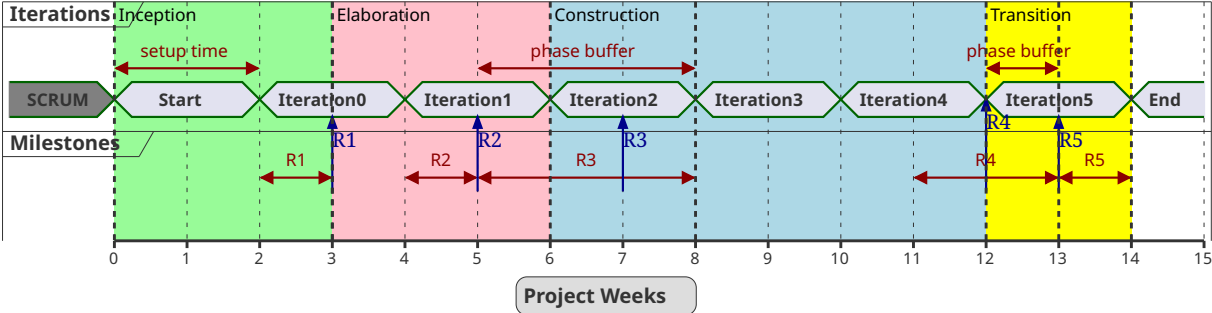 Iterations
Inception Elaboration Construction Transition
setup time phase buffer phase buffer
SCRUM Start Iteration0 Iteration1 Iteration2 Iteration3 Iteration4 Iteration5 End
R4
Milestones R1 R2 R3 R5
R1 R2 R3 R4 R5
0 1 2 3 4 5 6 7 8 9 10 11 12 13 14 15
Project Weeks